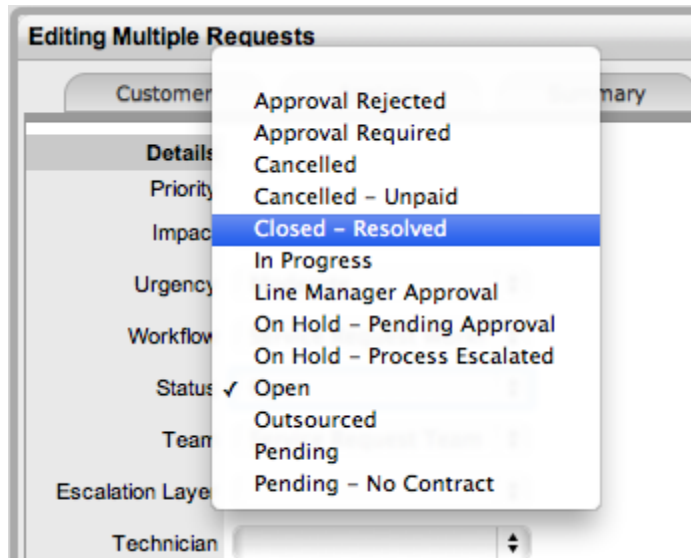 Editing Multiple Requests
Customer
Approval Rejected
Approval Required
Cancelled
Cancelled – Unpaid
Closed – Resolved
In Progress
Line Manager Approval
On Hold – Pending Approval
On Hold – Process Escalated
✓ Open
Outsourced
Pending
Pending – No Contract
Details
Priority
Impac
Urgency
Workflow
Status
Team
Escalation Laye
Technician